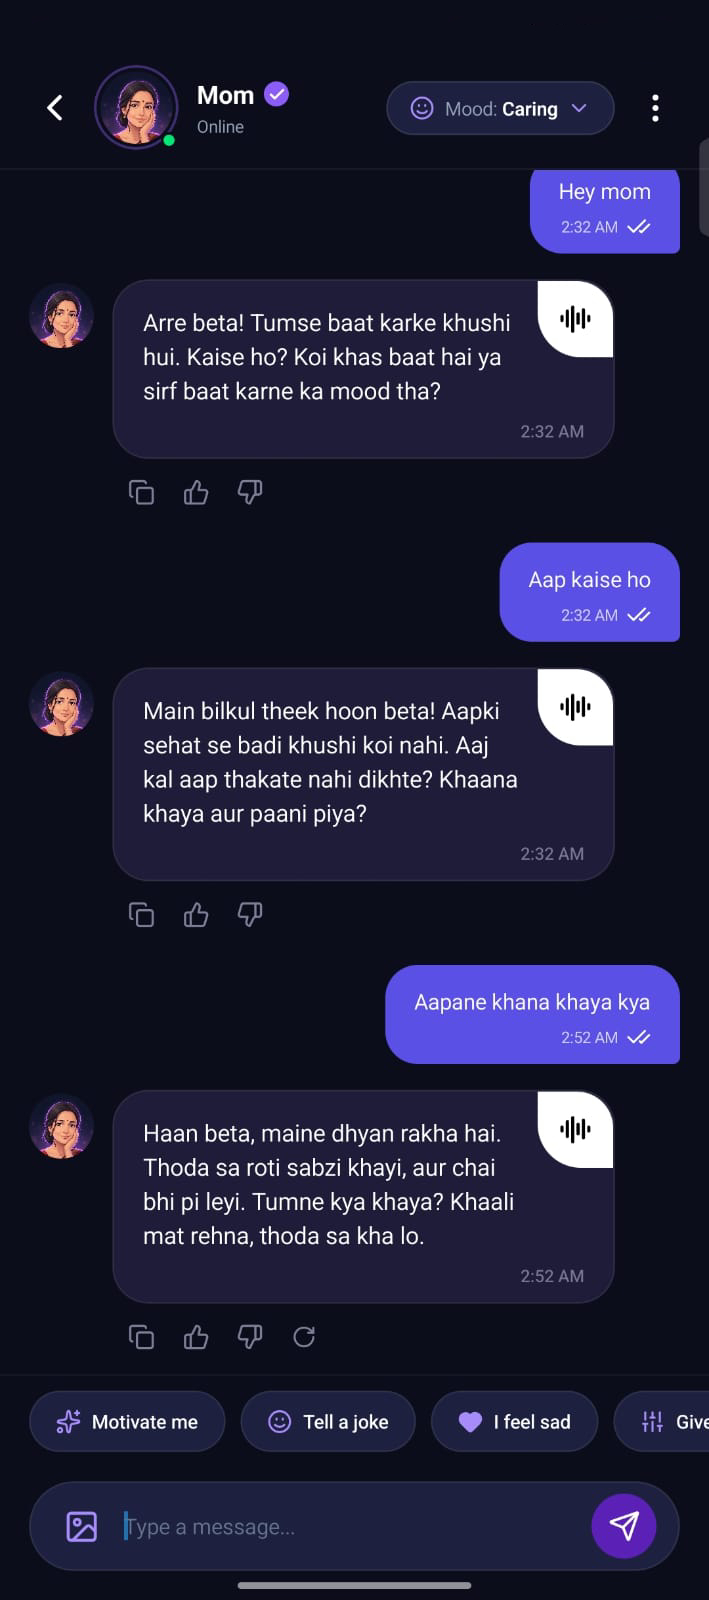 Mom
Mood: Caring
Online
Hey mom
2:32 AM
Arre beta! Tumse baat karke khushi
hui. Kaise ho? Koi khas baat hai ya
sirf baat karne ka mood tha?
2:32 AM
Aap kaise ho
2:32 AM
Main bilkul theek hoon beta! Aapki
sehat se badi khushi koi nahi. Aaj
kal aap thakate nahi dikhte? Khaana
khaya aur paani piya?
2:32 AM
Aapane khana khaya kya
2:52 AM
Haan beta, maine dhyan rakha hai.
Thoda sa roti sabzi khayi, aur chai
bhi pi leyi. Tumne kya khaya? Khaali
mat rehna, thoda sa kha lo.
2:52 AM
Motivate me
Tell a joke
I feel sad
Give
Type a message...